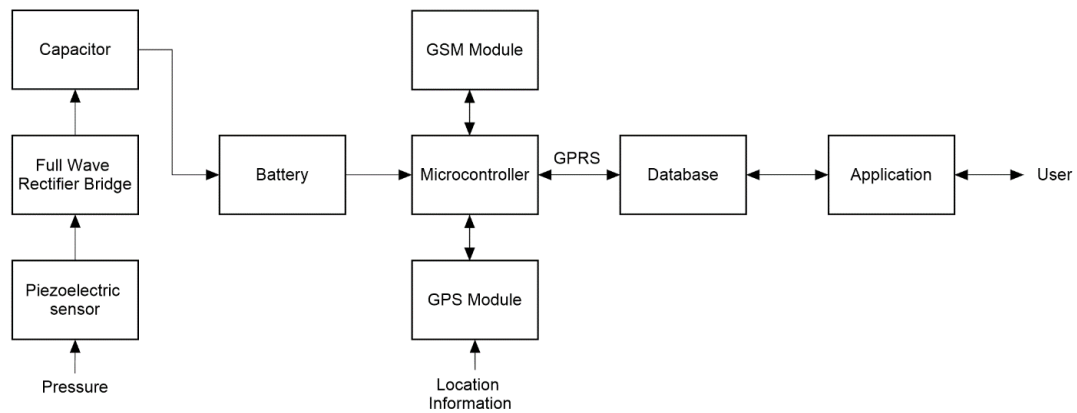 Capacitor
GSM Module
Full Wave
Rectifier Bridge
Battery
Microcontroller
GPRS
Database
Application
User
Piezoelectric
sensor
GPS Module
Pressure
Location
Information